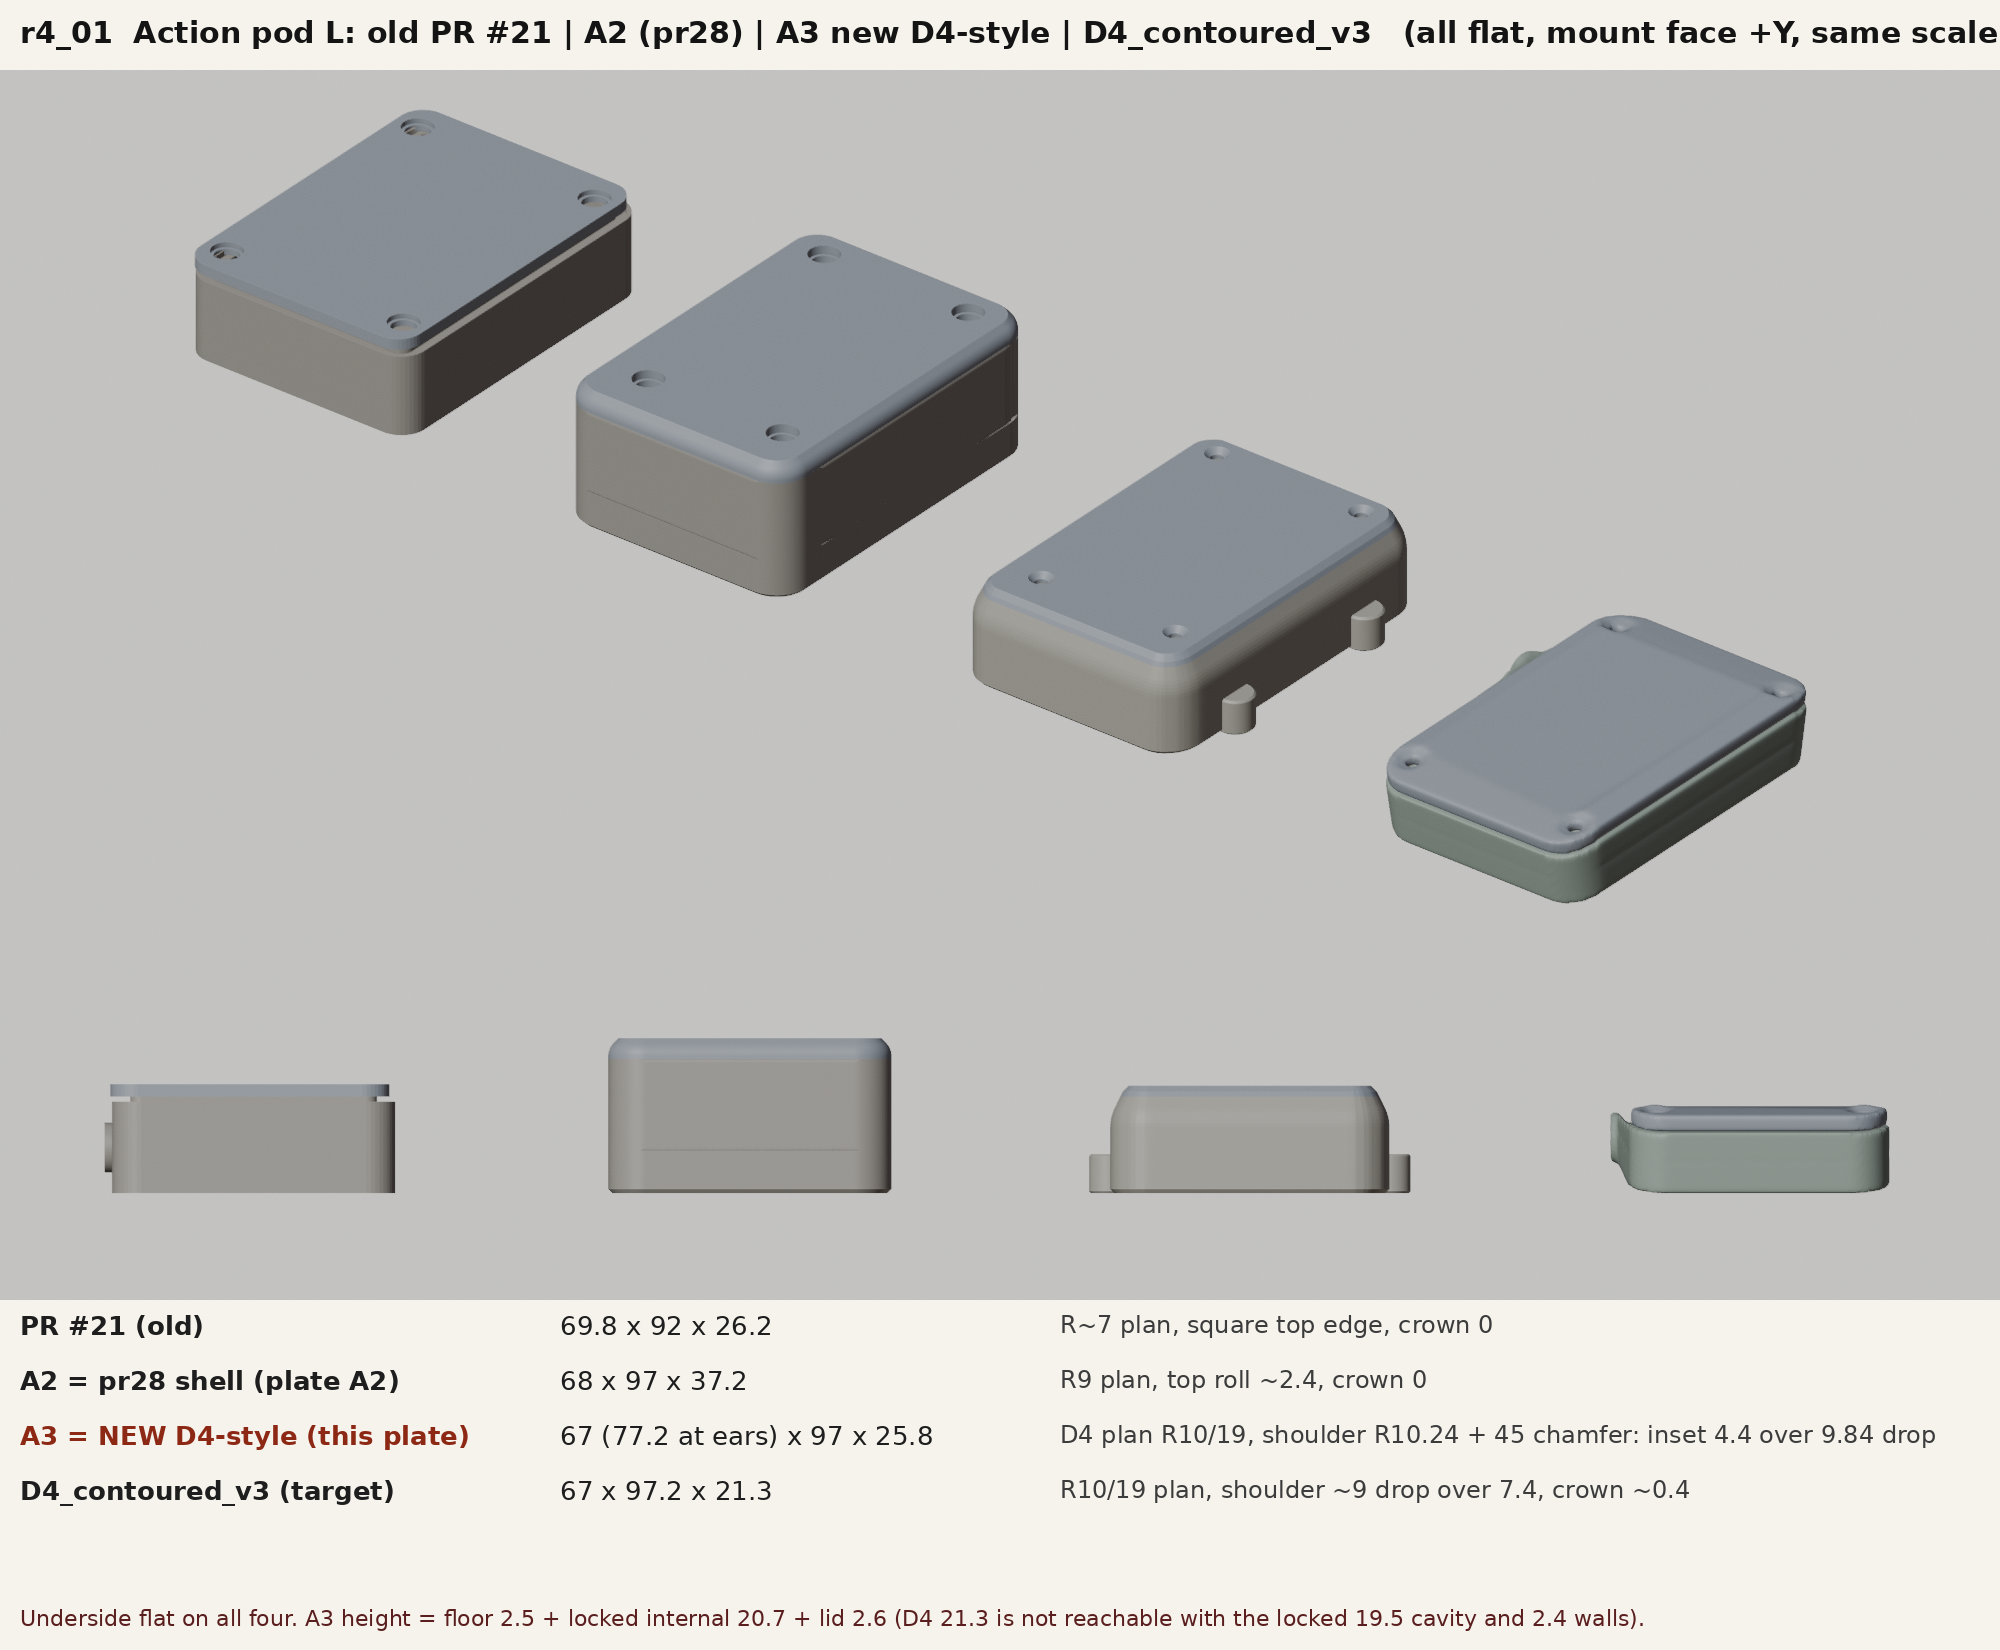 r4_01  Action pod L: old PR #21 | A2 (pr28) | A3 new D4-style | D4_contoured_v3   (all flat, mount face +Y, same scale
PR #21 (old)   69.8 x 92 x 26.2   R~7 plan, square top edge, crown 0
A2 = pr28 shell (plate A2)   68 x 97 x 37.2   R9 plan, top roll ~2.4, crown 0
A3 = NEW D4-style (this plate)   67 (77.2 at ears) x 97 x 25.8   D4 plan R10/19, shoulder R10.24 + 45 chamfer: inset 4.4 over 9.84 drop
D4_contoured_v3 (target)   67 x 97.2 x 21.3   R10/19 plan, shoulder ~9 drop over 7.4, crown ~0.4
Underside flat on all four. A3 height = floor 2.5 + locked internal 20.7 + lid 2.6 (D4 21.3 is not reachable with the locked 19.5 cavity and 2.4 walls).